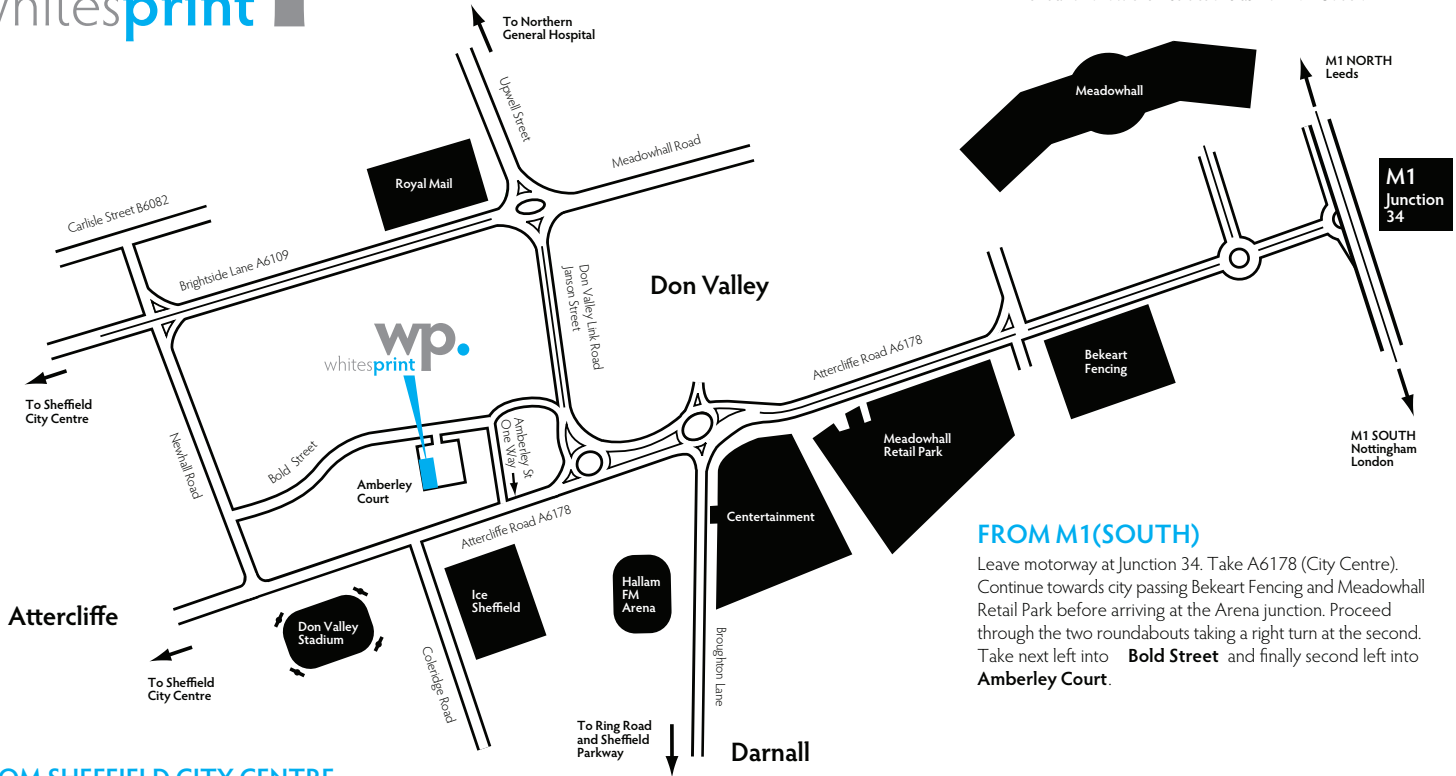 whitesprint
To Northern
General Hospital
Upwell Street
Meadowhall Road
Meadowhall
M1 NORTH
Leeds
M1
Junction
34
Royal Mail
Carlisle Street B6082
Brightside Lane A6109
Don Valley Link Road
Janson Street
Don Valley
wp.
whitesprint
Attercliffe Road A6178
Bekeart
Fencing
To Sheffield
City Centre
Newhall Road
Bold Street
Amberley St
One Way
Amberley
Court
Meadowhall
Retail Park
M1 SOUTH
Nottingham
London
Attercliffe Road A6178
Centertainment
Attercliffe
Don Valley
Stadium
Ice
Sheffield
Hallam
FM
Arena
Coleridge Road
Broughton Lane
To Sheffield
City Centre
To Ring Road
and Sheffield
Parkway
Darnall
FROM M1(SOUTH)
Leave motorway at Junction 34. Take A6178 (City Centre).
Continue towards city passing Bekeart Fencing and Meadowhall
Retail Park before arriving at the Arena junction. Proceed
through the two roundabouts taking a right turn at the second.
Take next left into Bold Street and finally second left into
Amberley Court.
SHEFFIELD CITY CENTRE